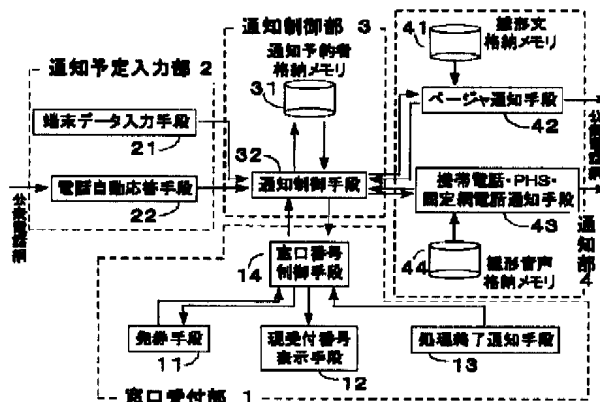 通知予定入力部 2
端末データ入力手段
21
電話自動応答手段
22
公衆電話網
通知制御部 3
通知予約者
格納メモリ
31
32
通知制御手段
41
雛形文
格納メモリ
ページャ通知手段
42
公衆電話網
携帯電話・PHS・
固定網電話通知手段
43
44
雛形音声
格納メモリ
通知部 4
14
窓口番号
制御手段
発券手段
11
現受付番号
表示手段
12
処理終了通知手段
13
窓口受付部 1